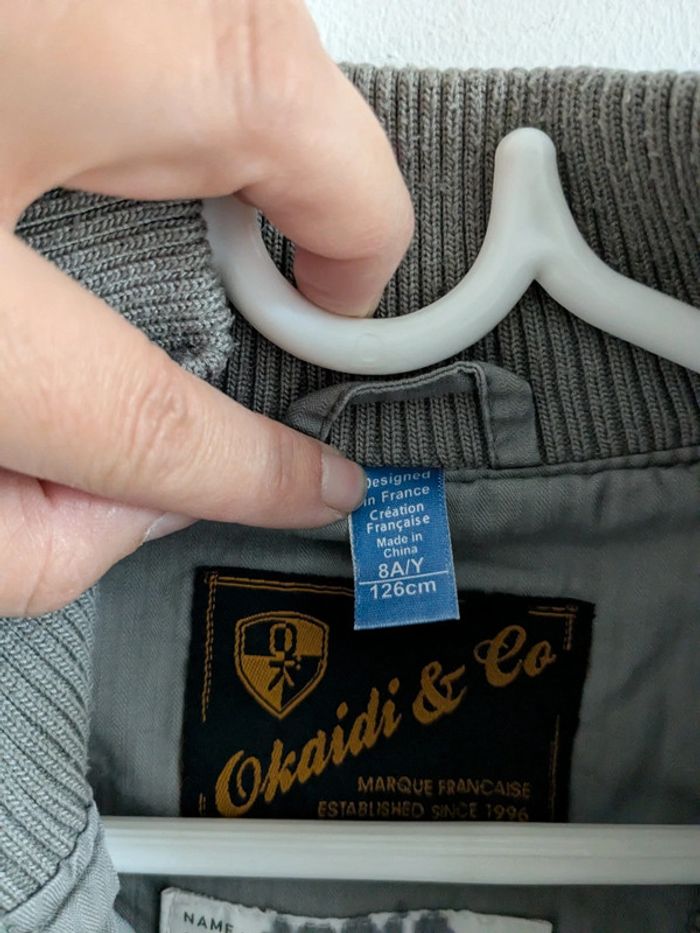 Designed
in France
Création
Française
Made in
China
8A/Y
126cm
Okaidi & Co
MARQUE FRANCAISE
ESTABLISHED SINCE 1996
NAME